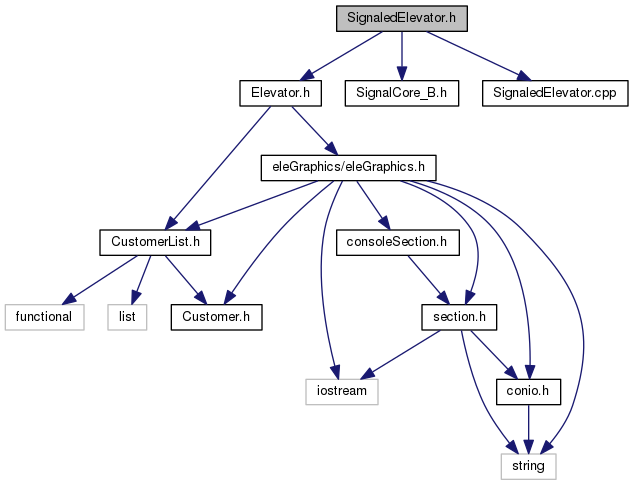 SignaledElevator.h
Elevator.h
SignalCore_B.h
SignaledElevator.cpp
eleGraphics/eleGraphics.h
CustomerList.h
consoleSection.h
functional
list
Customer.h
section.h
iostream
conio.h
string